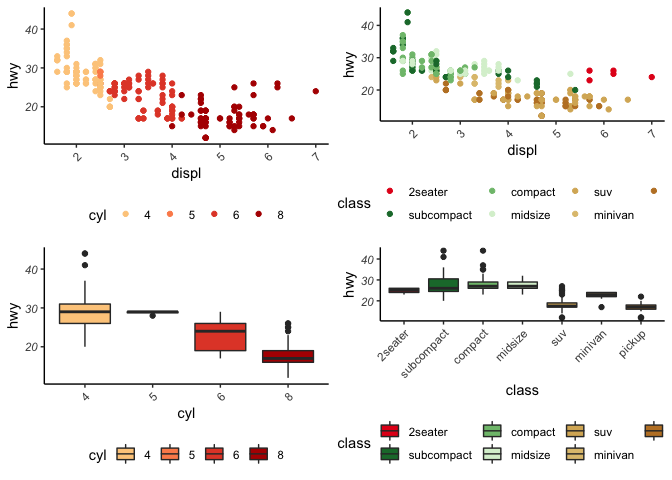 hwy
40
30
20
2
3
4
5
6
7
displ
cyl 4 5 6 8
hwy
40
30
20
2
3
4
5
6
7
displ
class 2seater compact suv
subcompact midsize minivan
hwy
40
30
20
4
5
6
8
cyl
cyl 4 5 6 8
hwy
40
30
20
2seater
subcompact
compact
midsize
suv
minivan
pickup
class
class 2seater compact suv
subcompact midsize minivan